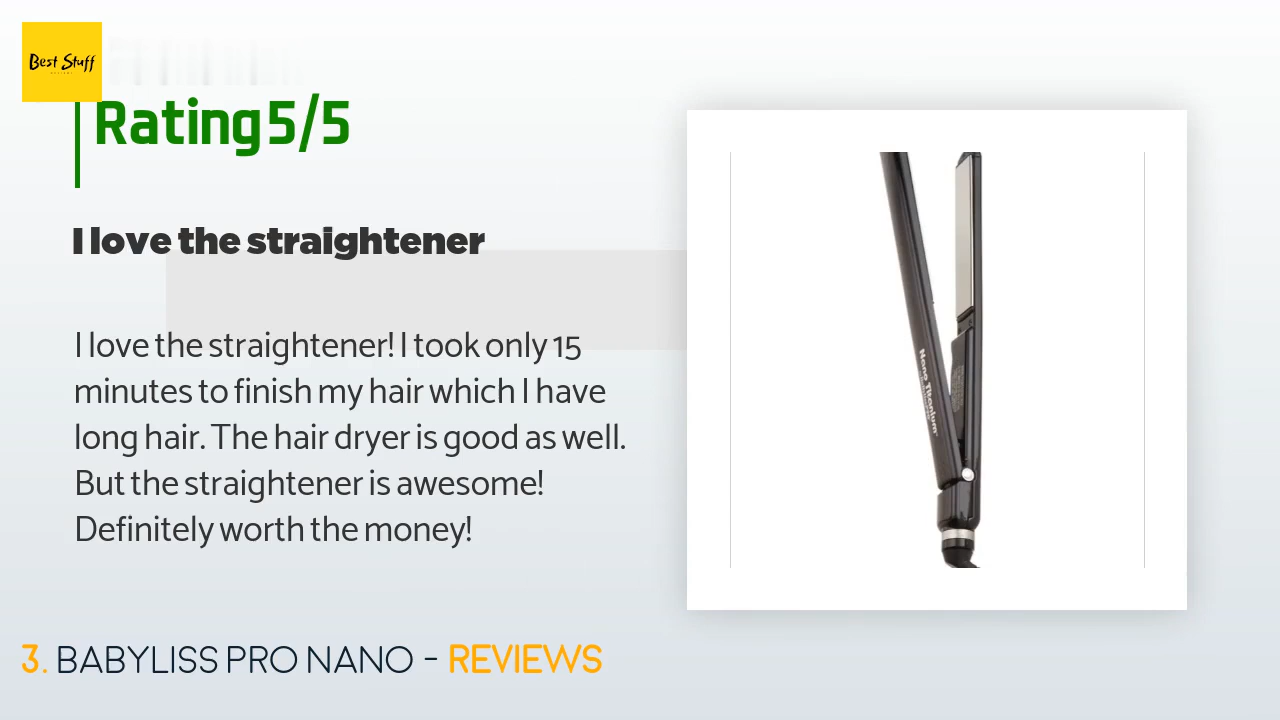 Best Stuff
Rating 5/5
I love the straightener
I love the straightener! I took only 15
minutes to finish my hair which I have
long hair. The hair dryer is good as well.
But the straightener is awesome!
Definitely worth the money!
Nano Titanium
3. BABYLISS PRO NANO - REVIEWS